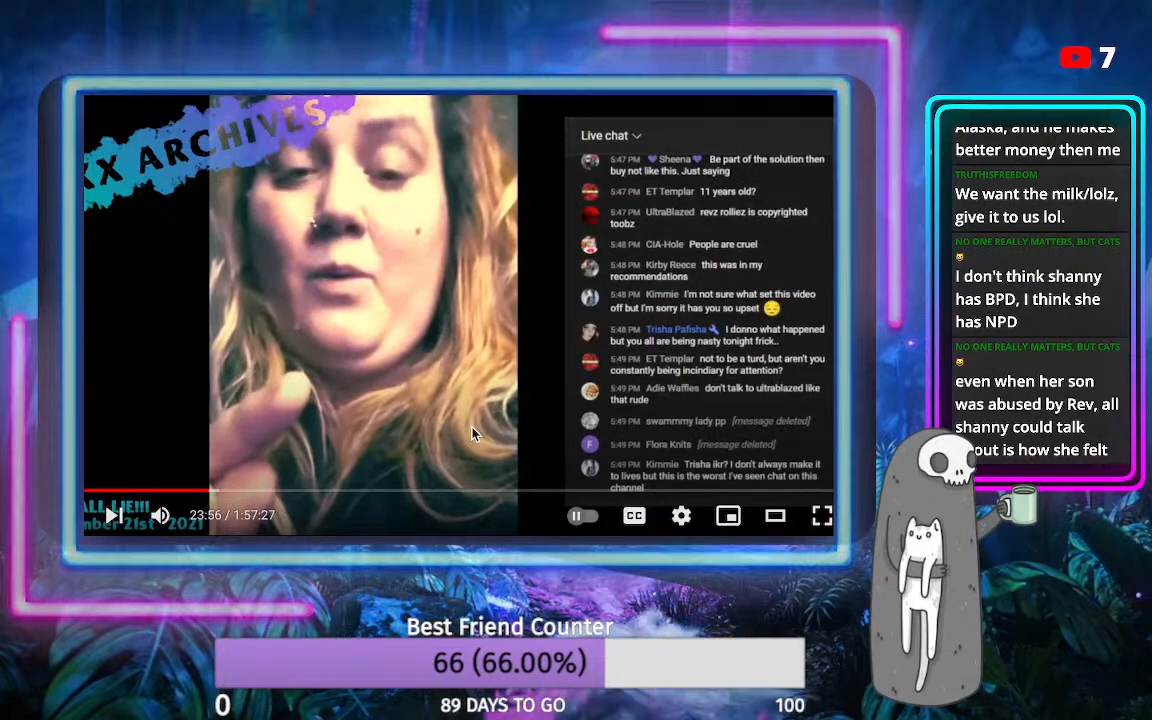 7
XX ARCHIVES
Live chat
5:47 PM 💜Sheena💜 Be part of the solution then
buy not like this. Just saying
5:47 PM ET Templar 11 years old?
5:47 PM UltraBlazed revz rolliez is copyrighted
toobz
5:48 PM CIA-Hole People are cruel
5:48 PM Kirby Reece this was in my
recommendations
5:48 PM Kimmie I'm not sure what set this video
off but I'm sorry it has you so upset 😔
5:48 PM Trisha Pafisha🔧 I donno what happened
but you all are being nasty tonight frick..
5:49 PM ET Templar not to be a turd, but aren't you
constantly being incindiary for attention?
5:49 PM Adie Waffles don't talk to ultrablazed like
that rude
5:49 PM swammmy lady pp [message deleted]
F
5:49 PM Flora Knits [message deleted]
5:49 PM Kimmie Trisha ikr? I don't always make it
to lives but this is the worst I've seen chat on this
channel
ALL LIE!!!
mber 21st 2021
23:56 / 1:57:27
CC
Alaska, and he makes
better money then me
TRUTHISFREEDOM
We want the milk/lolz,
give it to us lol.
NO ONE REALLY MATTERS, BUT CATS
🐱
I don't think shanny
has BPD, I think she
has NPD
NO ONE REALLY MATTERS, BUT CATS
🐱
even when her son
was abused by Rev, all
shanny could talk
out is how she felt
Best Friend Counter
66 (66.00%)
0
89 DAYS TO GO
100